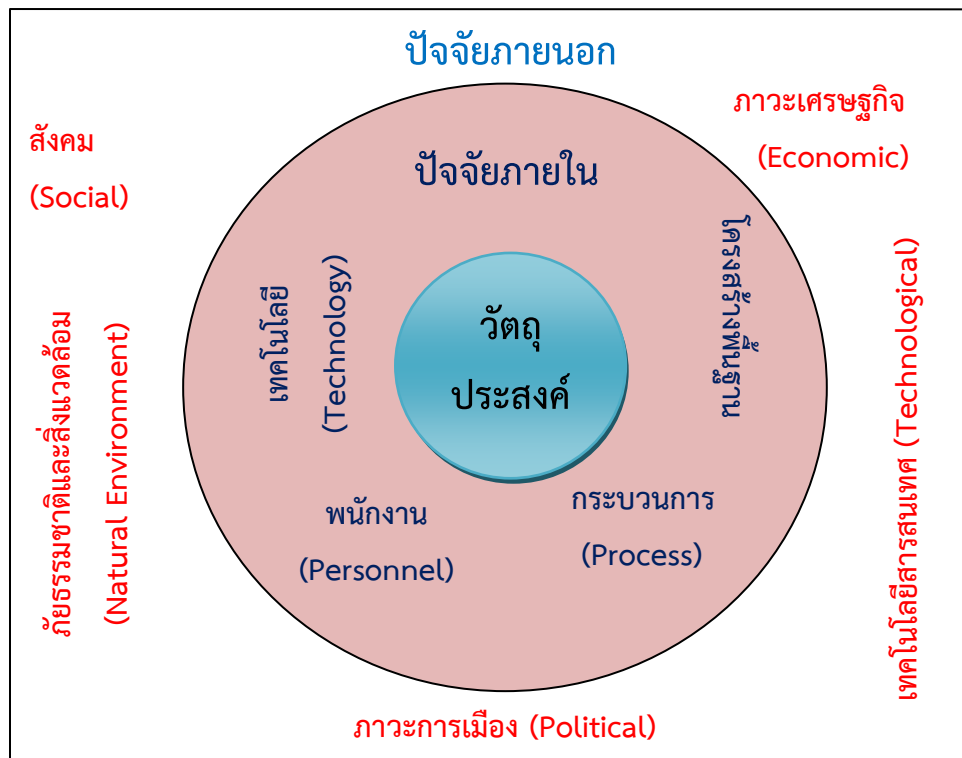 ปัจจัยภายนอก
ภาวะเศรษฐกิจ
(Economic)
สังคม
(Social)
ปัจจัยภายใน
โครงสร้างพื้นฐาน
เทคโนโลยี
(Technology)
วัตถุ
ประสงค์
เทคโนโลยีสารสนเทศ (Technological)
ภัยธรรมชาติและสิ่งแวดล้อม
(Natural Environment)
พนักงาน
(Personnel)
กระบวนการ
(Process)
ภาวะการเมือง (Political)